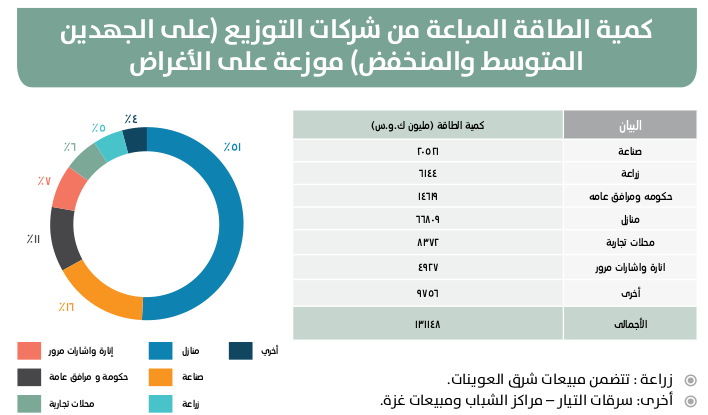 كمية الطاقة المباعة من شركات التوزيع (على الجهدين
المتوسط والمنخفض) موزعة على الأغراض
البيان كمية الطاقة (مليون ك.و.س)
صناعة ٢٠٥٢١
زراعة ٦١٤٤
حكومه ومرافق عامه ١٤٦١٩
منازل ٦٦٨٠٩
محلات تجارية ٨٣٧٢
انارة واشارات مرور ٤٩٢٧
أخرى ٩٧٥٦
الأجمالى ١٣١١٤٨
٥١٪
٤٪
٥٪
٦٪
٧٪
١١٪
١٦٪
أخري منازل إنارة واشارات مرور
صناعة حكومة و مرافق عامة
زراعة محلات تجارية
زراعة : تتضمن مبيعات شرق العوينات.
أخرى: سرقات التيار – مراكز الشباب ومبيعات غزة.